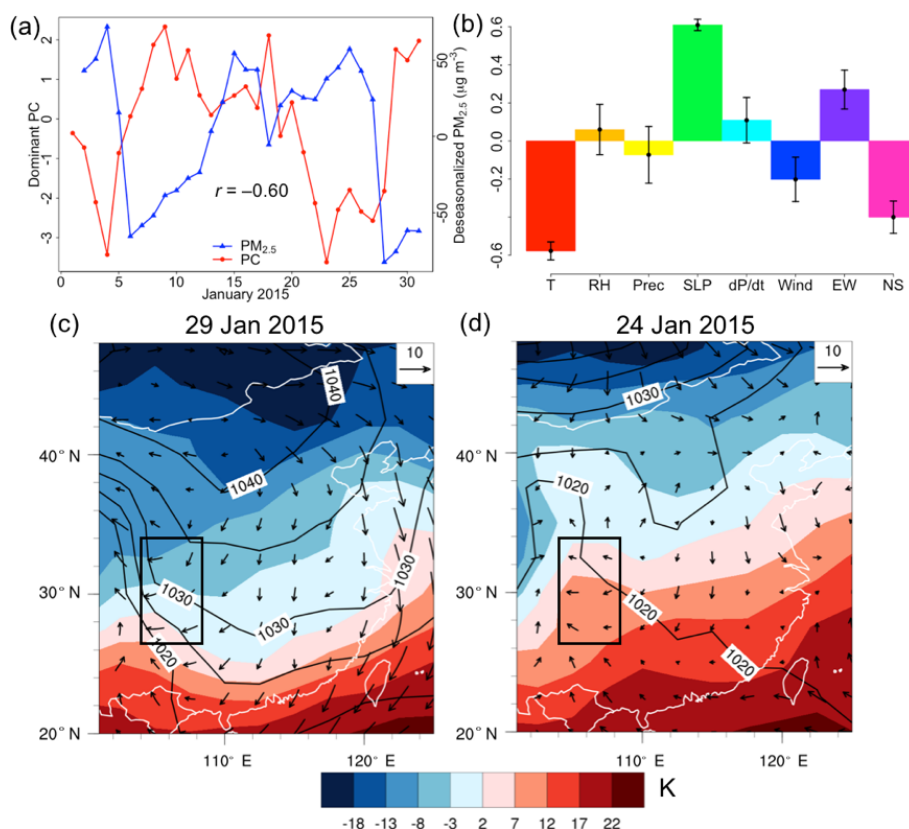 (a)
2
1
0
-1
-2
-3
Dominant PC
50
0
-50
Deseasonalized PM2.5 (μg m−3)
r = −0.60
PM2.5
PC
0 5 10 15 20 25 30
January 2015
(b)
0.6
0.4
0.2
0.0
-0.2
-0.4
-0.6
T RH Prec SLP dP/dt Wind EW NS
(c) 29 Jan 2015
10
1040
1040
1030
1030
1030
1020
40° N
30° N
20° N
110° E 120° E
(d) 24 Jan 2015
10
1030
1020
1020
1020
40° N
30° N
20° N
110° E 120° E
K
-18 -13 -8 -3 2 7 12 17 22